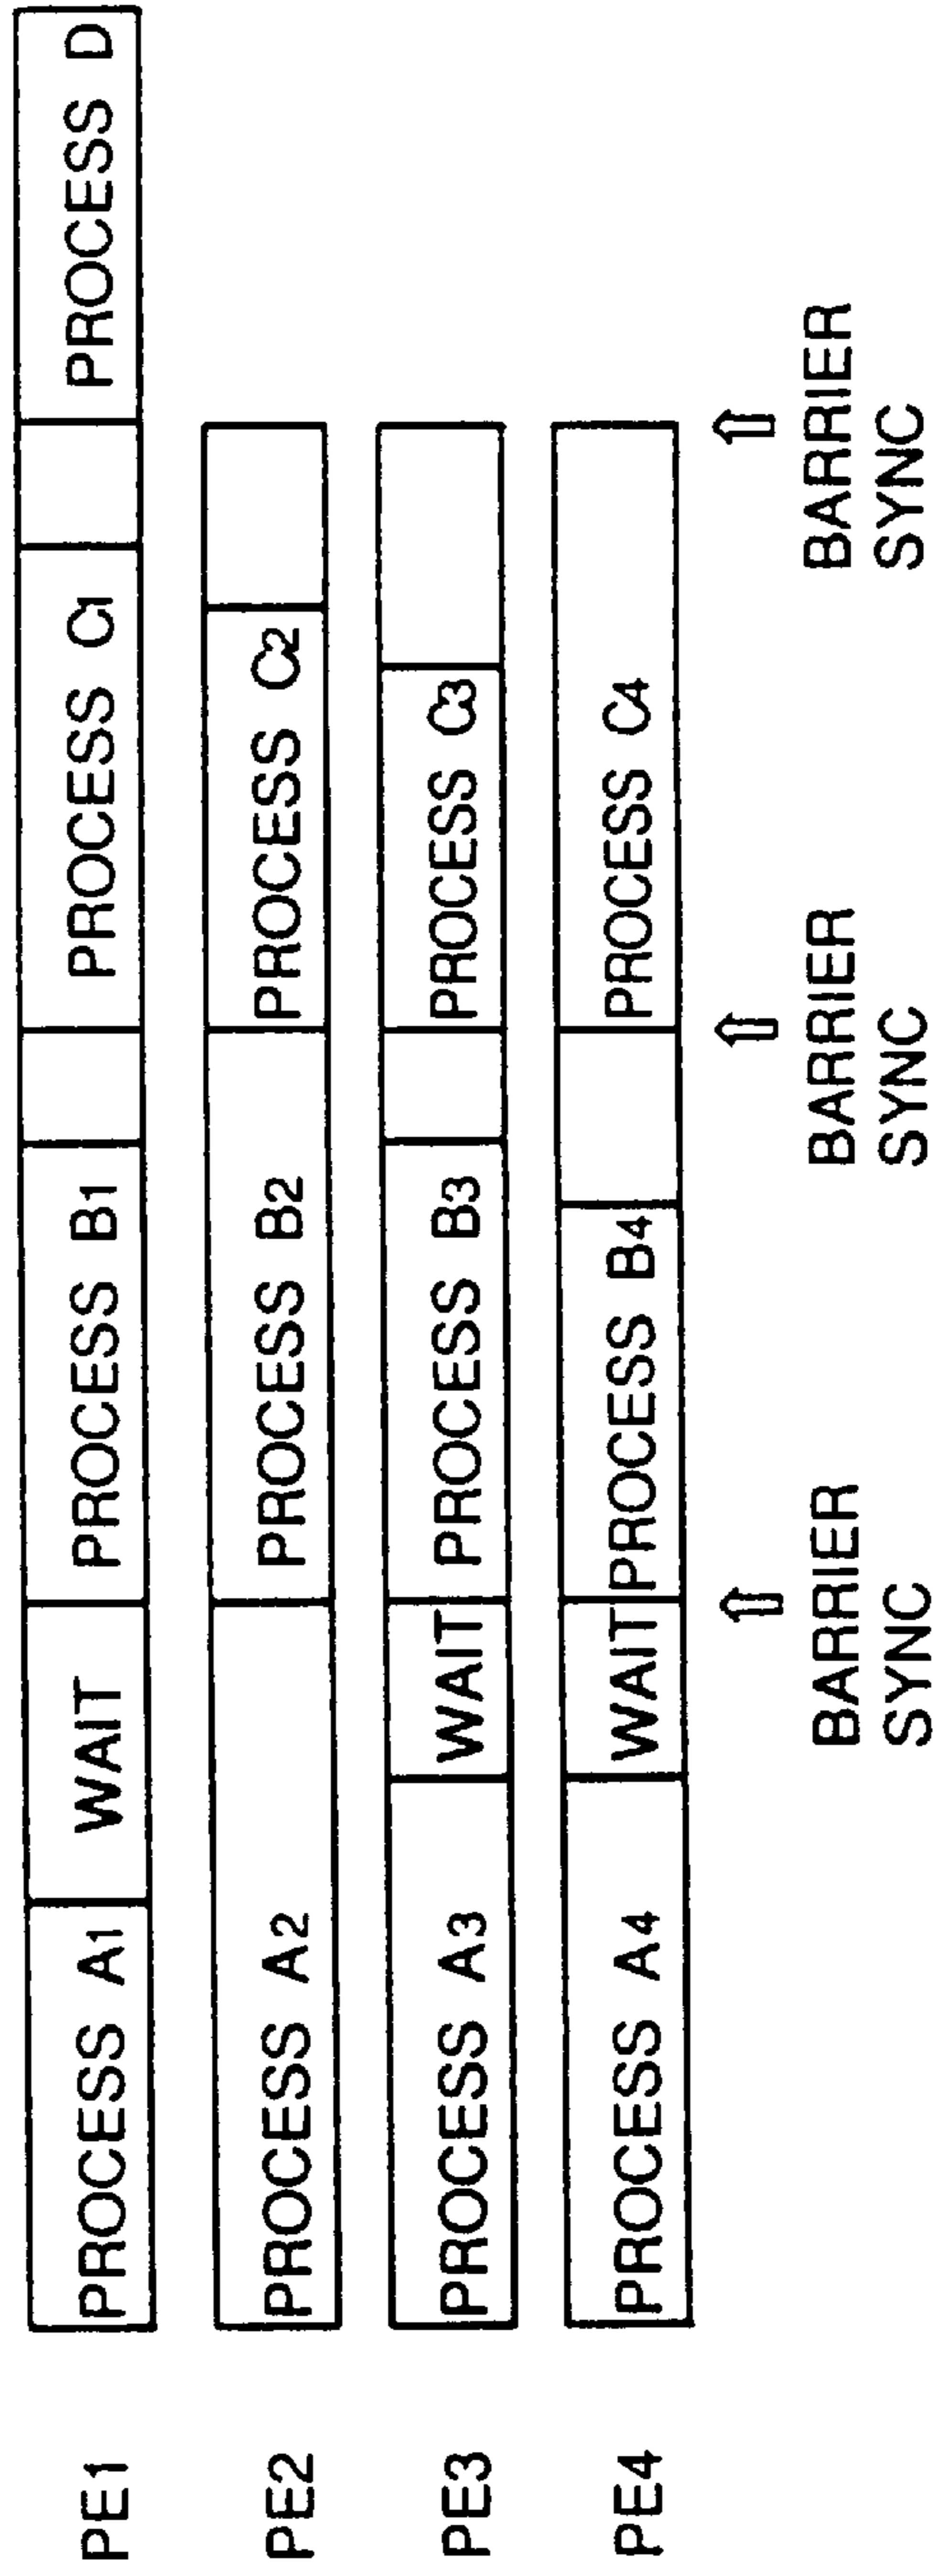 PE1 PROCESS A1 WAIT PROCESS B1 PROCESS C1 PROCESS D
PE2 PROCESS A2 PROCESS B2 PROCESS C2
PE3 PROCESS A3 WAIT PROCESS B3 PROCESS C3
PE4 PROCESS A4 WAIT PROCESS B4 PROCESS C4
BARRIER
SYNC
BARRIER
SYNC
BARRIER
SYNC